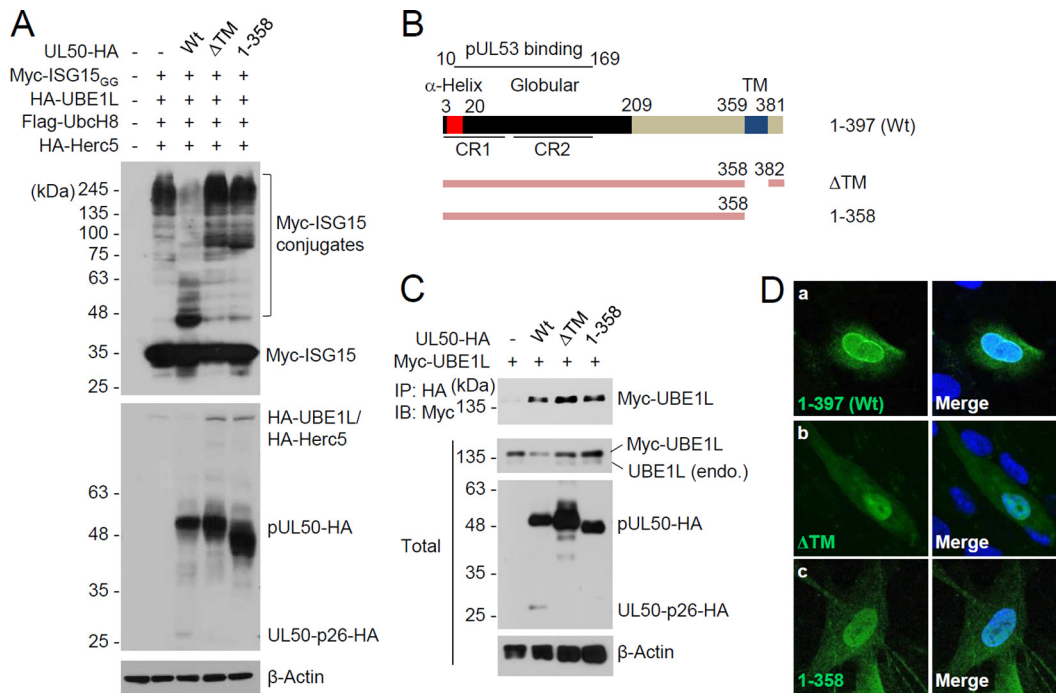 A
UL50-HA - - Wt ΔTM 1-358
Myc-ISG15GG - + + + +
HA-UBE1L - + + + +
Flag-UbcH8 - + + + +
HA-Herc5 - + + + +
(kDa)
245 -
135 -
100 -
75 -
63 -
48 -
35 -
25 -
Myc-ISG15
conjugates
Myc-ISG15
HA-UBE1L/
HA-Herc5
63 -
48 -
35 -
25 -
pUL50-HA
UL50-p26-HA
β-Actin
B
pUL53 binding
10 169
α-Helix Globular TM
3 20 209 359 381
1-397 (Wt)
CR1 CR2
358 382
ΔTM
358
1-358
C
UL50-HA - Wt ΔTM 1-358
Myc-UBE1L + + + +
IP: HA (kDa)
IB: Myc 135 -
Myc-UBE1L
135 -
Myc-UBE1L
UBE1L (endo.)
63 -
48 -
35 -
25 -
Total
pUL50-HA
UL50-p26-HA
β-Actin
D
a
1-397 (Wt) Merge
b
ΔTM Merge
c
1-358 Merge